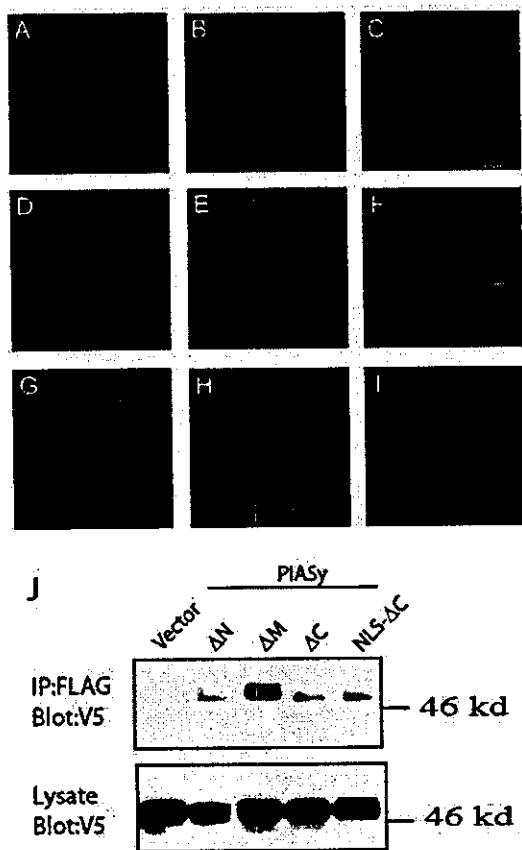 A B C
D E F
G H I
J
PIASy
Vector ΔN ΔM ΔC NLS-ΔC
IP:FLAG
Blot:V5
46 kd
Lysate
Blot:V5
46 kd